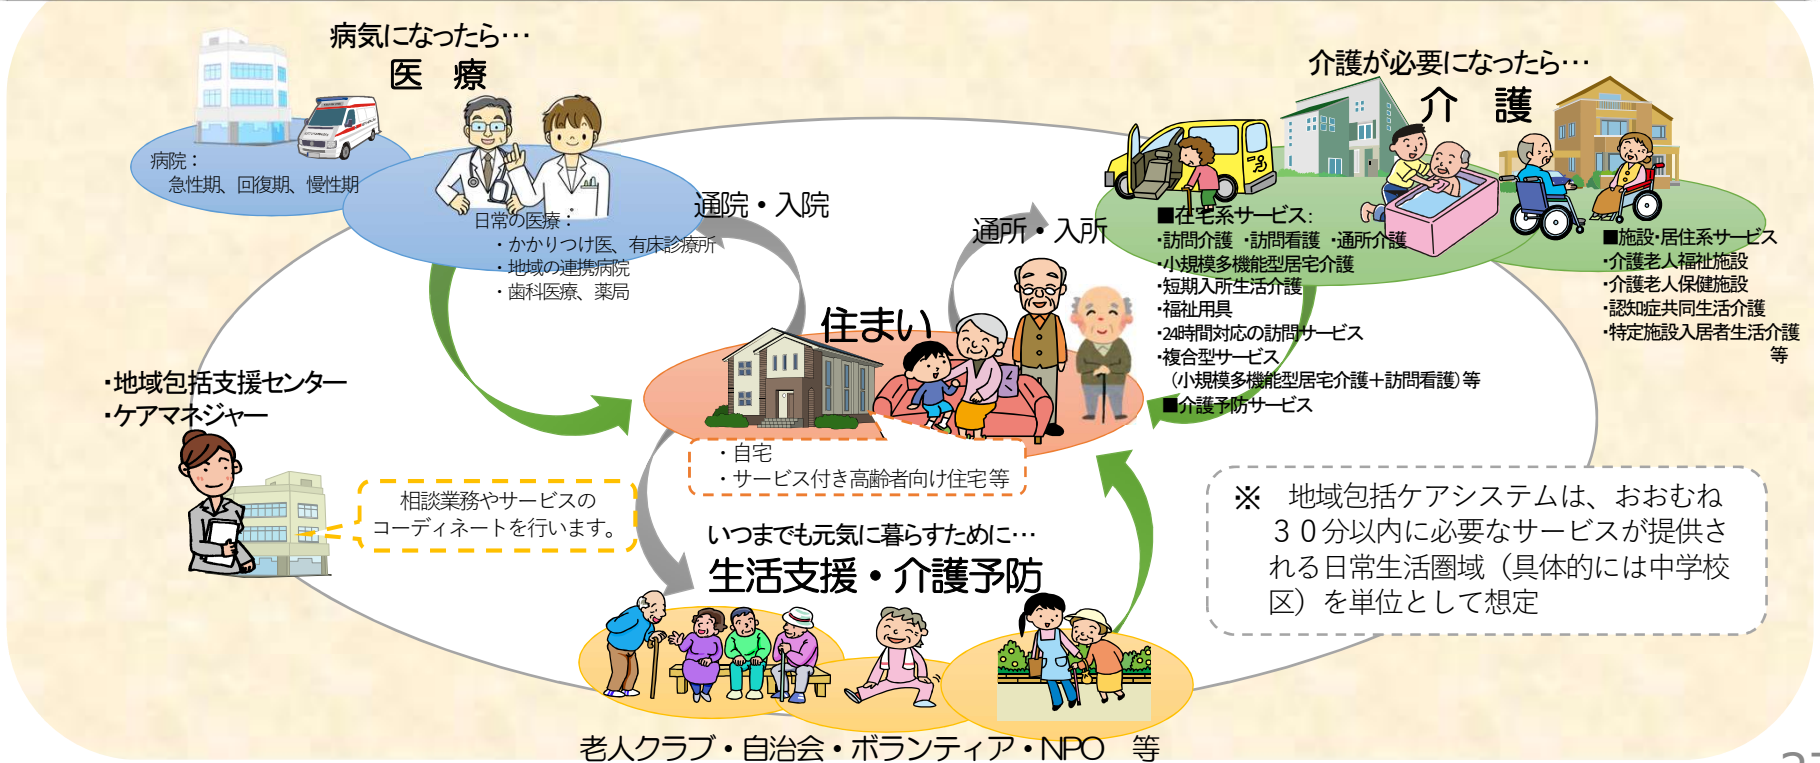 病気になったら…
医　療
病院：
急性期、回復期、慢性期
日常の医療：
・かかりつけ医、有床診療所
・地域の連携病院
・歯科医療、薬局
通院・入院
通所・入所
介護が必要になったら…
介　護
■在宅系サービス:
・訪問介護 ・訪問看護 ・通所介護
・小規模多機能型居宅介護
・短期入所生活介護
・福祉用具
・24時間対応の訪問サービス
・複合型サービス
（小規模多機能型居宅介護＋訪問看護）等
■介護予防サービス
■施設・居住系サービス
・介護老人福祉施設
・介護老人保健施設
・認知症共同生活介護
・特定施設入居者生活介護
等
住まい
・自宅
・サービス付き高齢者向け住宅等
・地域包括支援センター
・ケアマネジャー
相談業務やサービスの
コーディネートを行います。
いつまでも元気に暮らすために…
生活支援・介護予防
老人クラブ・自治会・ボランティア・NPO　等
※　地域包括ケアシステムは、おおむね
３０分以内に必要なサービスが提供さ
れる日常生活圏域（具体的には中学校
区）を単位として想定